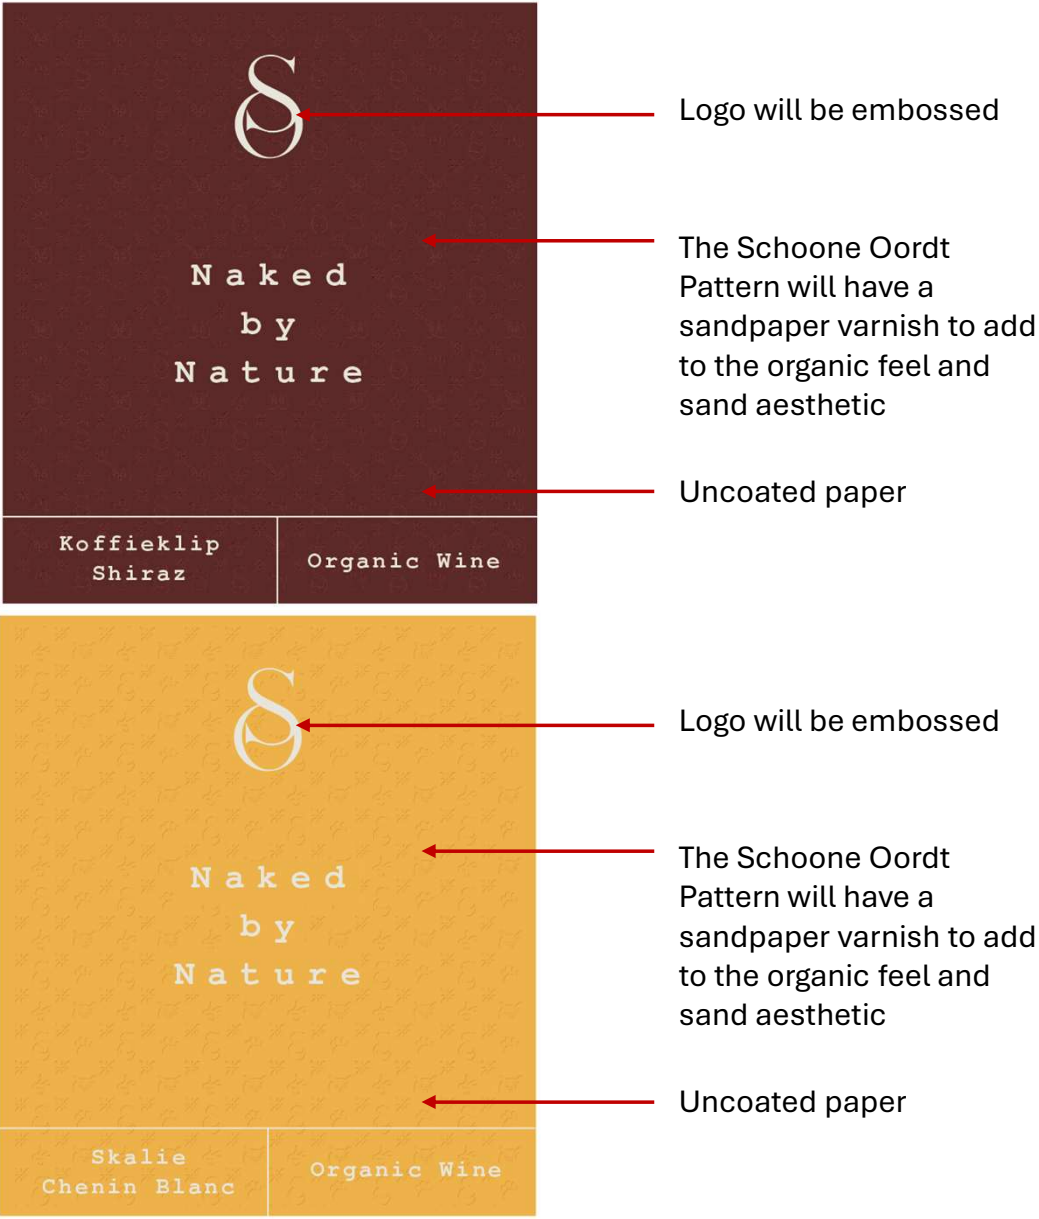 SO
Logo will be embossed
The Schoone Oordt
Pattern will have a
sandpaper varnish to add
to the organic feel and
sand aesthetic
Naked
by
Nature
Uncoated paper
Koffieklip
Shiraz
Organic Wine
SO
Logo will be embossed
The Schoone Oordt
Pattern will have a
sandpaper varnish to add
to the organic feel and
sand aesthetic
Naked
by
Nature
Uncoated paper
Skalie
Chenin Blanc
Organic Wine